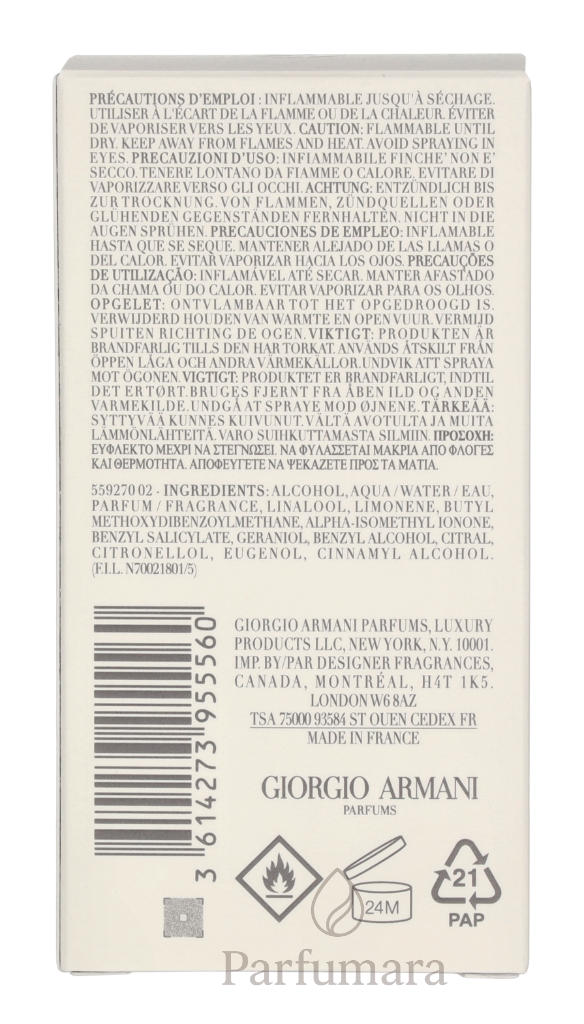 PRÉCAUTIONS D'EMPLOI : INFLAMMABLE JUSQU'À SÉCHAGE.
UTILISER À L'ÉCART DE LA FLAMME OU DE LA CHALEUR. ÉVITER
DE VAPORISER VERS LES YEUX. CAUTION: FLAMMABLE UNTIL
DRY. KEEP AWAY FROM FLAMES AND HEAT. AVOID SPRAYING IN
EYES. PRECAUZIONI D'USO: INFIAMMABILE FINCHE' NON E'
SECCO. TENERE LONTANO DA FIAMME O CALORE. EVITARE DI
VAPORIZZARE VERSO GLI OCCHI. ACHTUNG: ENTZÜNDLICH BIS
ZUR TROCKNUNG. VON FLAMMEN, ZÜNDQUELLEN ODER
GLÜHENDEN GEGENSTÄNDEN FERNHALTEN. NICHT IN DIE
AUGEN SPRÜHEN. PRECAUCIONES DE EMPLEO: INFLAMABLE
HASTA QUE SE SEQUE. MANTENER ALEJADO DE LAS LLAMAS O
DEL CALOR. EVITAR VAPORIZAR HACIA LOS OJOS. PRECAUÇÕES
DE UTILIZAÇÃO: INFLAMÁVEL ATÉ SECAR. MANTER AFASTADO
DA CHAMA OU DO CALOR. EVITAR VAPORIZAR PARA OS OLHOS.
OPGELET: ONTVLAMBAAR TOT HET OPGEDROOGD IS.
VERWIJDERD HOUDEN VAN WARMTE EN OPEN VUUR. VERMIJD
SPUITEN RICHTING DE OGEN. VIKTIGT: PRODUKTEN ÄR
BRANDFARLIG TILLS DEN HAR TORKAT. ANVÄNDS ÅTSKILT FRÅN
ÖPPEN LÅGA OCH ANDRA VÄRMEKÄLLOR. UNDVIK ATT SPRAYA
MOT ÖGONEN. VIGTIGT: PRODUKTET ER BRANDFARLIGT, INDTIL
DET ER TØRT. BRUGES FJERNT FRA ÅBEN ILD OG ANDEN
VARMEKILDE. UNDGÅ AT SPRAYE MOD ØJNENE. TÄRKEÄÄ:
SYTTYVÄÄ KUNNES KUIVUNUT. VÄLTÄ AVOTULTA JA MUITA
LÄMMÖNLÄHTEITÄ. VARO SUIHKUTTAMASTA SILMIIN. ΠΡΟΣΟΧΗ:
ΕΥΦΛΕΚΤΟ ΜΕΧΡΙ ΝΑ ΣΤΕΓΝΩΣΕΙ. ΝΑ ΦΥΛΑΣΣΕΤΑΙ ΜΑΚΡΙΑ ΑΠΟ ΦΛΟΓΕΣ
ΚΑΙ ΘΕΡΜΟΤΗΤΑ. ΑΠΟΦΕΥΓΕΤΕ ΝΑ ΨΕΚΑΖΕΤΕ ΠΡΟΣ ΤΑ ΜΑΤΙΑ.
559270 02 - INGREDIENTS: ALCOHOL, AQUA / WATER / EAU,
PARFUM / FRAGRANCE, LINALOOL, LIMONENE, BUTYL
METHOXYDIBENZOYLMETHANE, ALPHA-ISOMETHYL IONONE,
BENZYL SALICYLATE, GERANIOL, BENZYL ALCOHOL, CITRAL,
CITRONELLOL, EUGENOL, CINNAMYL ALCOHOL.
(F.I.L. N70021801/5)
GIORGIO ARMANI PARFUMS, LUXURY
PRODUCTS LLC, NEW YORK, N.Y. 10001.
IMP. BY/PAR DESIGNER FRAGRANCES,
CANADA, MONTRÉAL, H4T 1K5.
LONDON W6 8AZ
TSA 75000 93584 ST OUEN CEDEX FR
MADE IN FRANCE
GIORGIO ARMANI
PARFUMS
3 614273 955560
24M
21
PAP
Parfumara